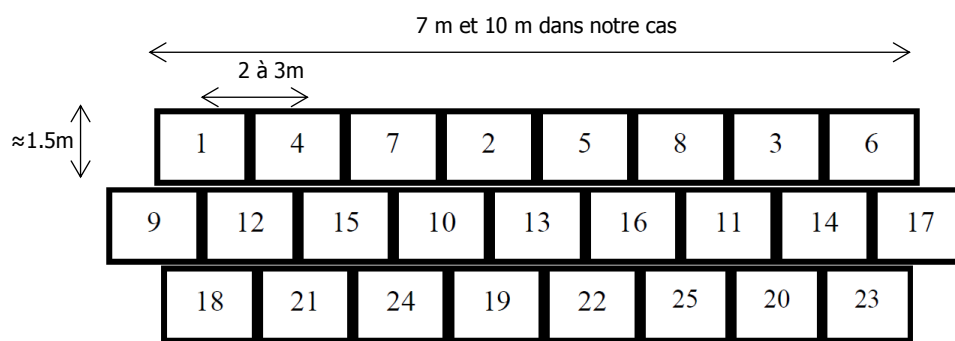 7 m et 10 m dans notre cas
2 à 3m
≈1.5m
1 4 7 2 5 8 3 6
9 12 15 10 13 16 11 14 17
18 21 24 19 22 25 20 23